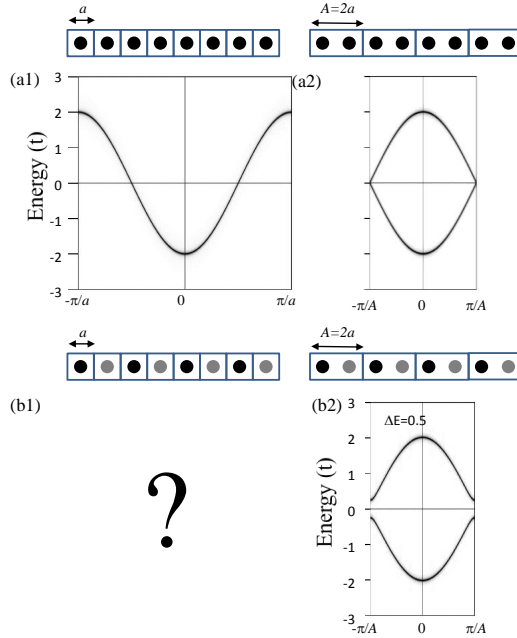 a
A=2a
(a1)
(a2)
Energy (t)
3
2
1
0
-1
-2
-3
-π/a
0
π/a
-π/A
0
π/A
a
A=2a
(b1)
(b2)
?
ΔE=0.5
Energy (t)
3
2
1
0
-1
-2
-3
-π/A
0
π/A